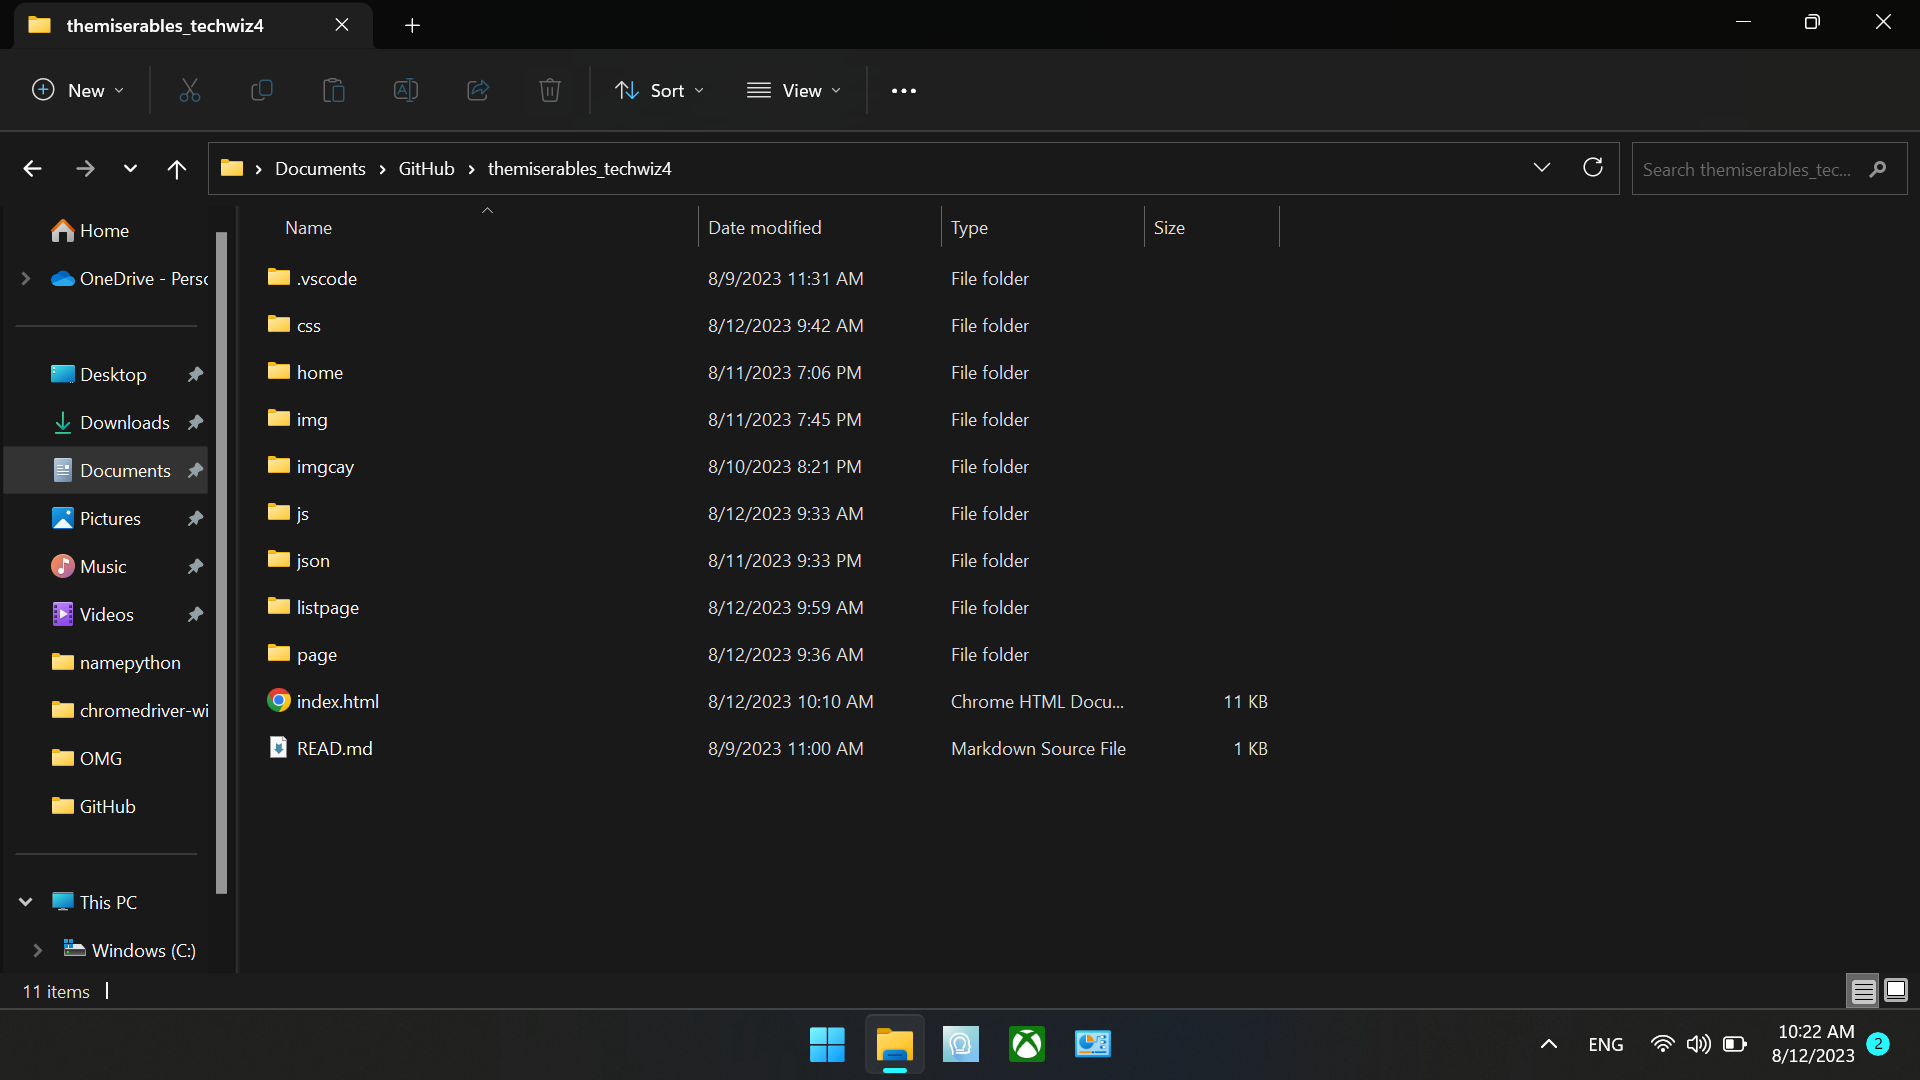 themiserables_techwiz4
New
Sort
View
Documents
GitHub
themiserables_techwiz4
Search themiserables_tec...
Home
OneDrive - Perso
Desktop
Downloads
Documents
Pictures
Music
Videos
namepython
chromedriver-wi
OMG
GitHub
This PC
Windows (C:)
Name Date modified Type Size
.vscode 8/9/2023 11:31 AM File folder
css 8/12/2023 9:42 AM File folder
home 8/11/2023 7:06 PM File folder
img 8/11/2023 7:45 PM File folder
imgcay 8/10/2023 8:21 PM File folder
js 8/12/2023 9:33 AM File folder
json 8/11/2023 9:33 PM File folder
listpage 8/12/2023 9:59 AM File folder
page 8/12/2023 9:36 AM File folder
index.html 8/12/2023 10:10 AM Chrome HTML Docu... 11 KB
READ.md 8/9/2023 11:00 AM Markdown Source File 1 KB
11 items
ENG
10:22 AM
8/12/2023
2